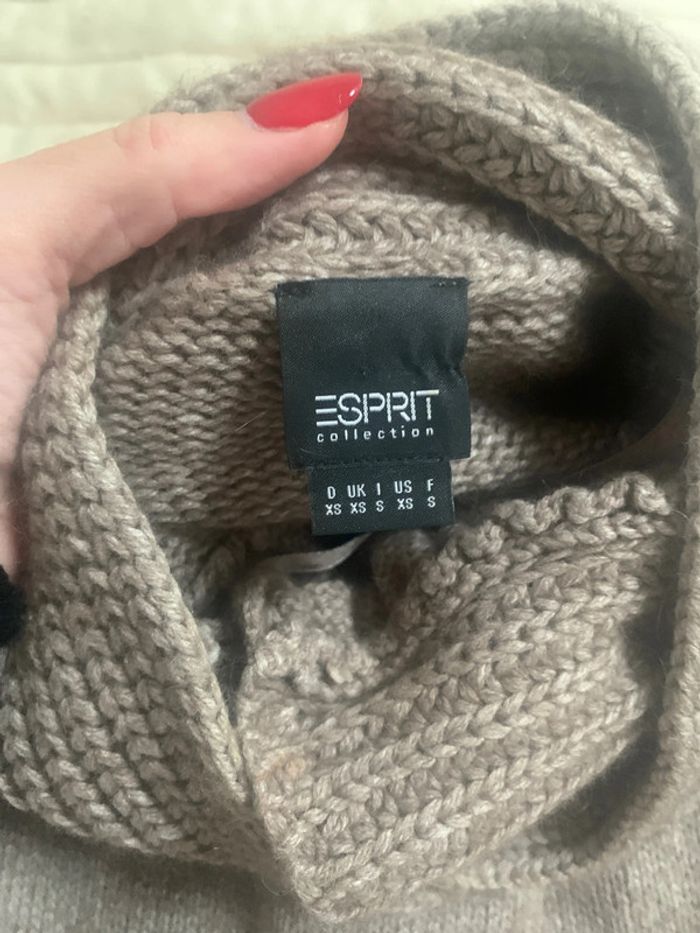 ESPRIT
collection
D UK I US F
XS XS S XS S